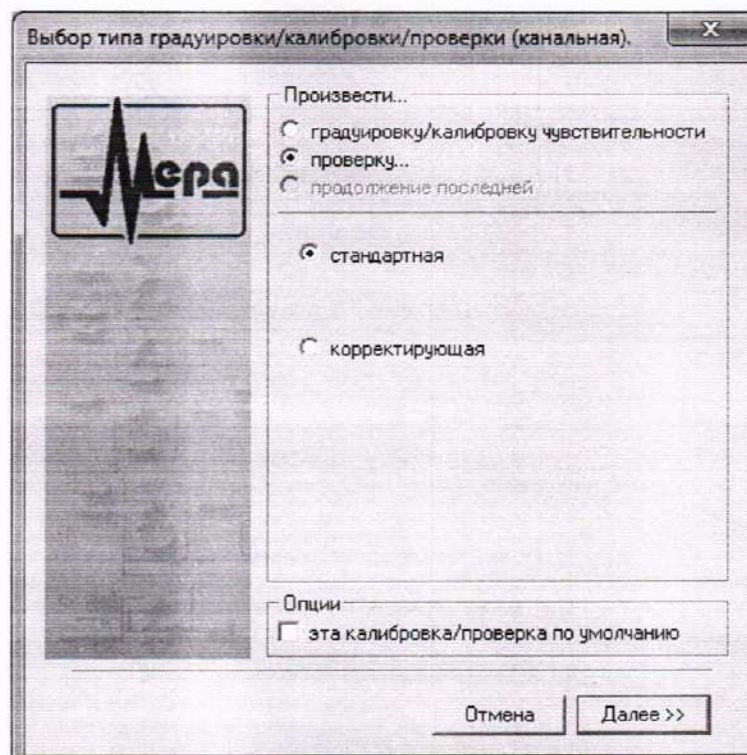 Выбор типа градуировки/калибровки/проверки (канальная).
Мера
Произвести...
градуировку/калибровку чувствительности
проверку...
продолжение последней
стандартная
корректирующая
Опции
эта калибровка/проверка по умолчанию
Отмена
Далее >>